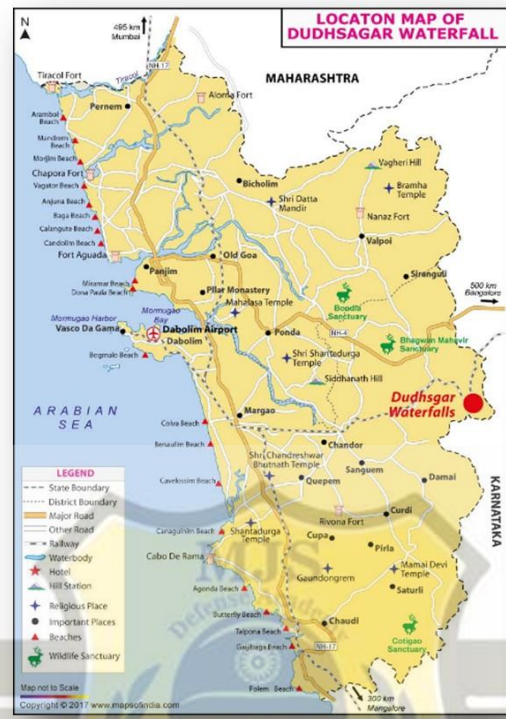 LOCATON MAP OF
DUDHSAGAR WATERFALL
N
495 km
Mumbai
NH-17
MAHARASHTRA
Tiracol Fort
Tiracol
Pernem
Alorna Fort
Arambol
Beach
Mandrem
Beach
Morjim Beach
Chapora Fort
Vagator Beach
Anjuna Beach
Baga Beach
Calangute Beach
Candolim Beach
Fort Aguada
Bicholim
Shri Datta
Mandir
Vagheri Hill
Bramha
Temple
Nanaz Fort
Valpoi
Old Goa
Panjim
Sirenguti
Miramar Beach
Dona Paula Beach
Pilar Monastery
Mahalasa Temple
Boodla
Sanctuary
500 km
Bangalore
Mormugao Harbor
Mormugao
Bay
Vasco Da Gama
Dabolim Airport
Dabolim
Ponda
NH-4
Bhagwan Mahavir
Sanctuary
Bogmalo Beach
Shri Shantadurga
Temple
Siddhanath Hill
Dudhsgar
Waterfalls
ARABIAN
SEA
Margao
Colva Beach
Benaulim Beach
Chandor
Shri Chandreshwar
Bhutnath Temple
Sanguem
Quepem
Damai
KARNATAKA
Cavelossim Beach
Rivona Fort
Curdi
Canaguinim Beach
Shantadurga
Temple
Cupa
Pirla
Cabo De Rama
MJS
Defence Academy
Gaundongrem
Mamai Devi
Temple
Saturli
Agonda Beach
Butterfly Beach
Talpona Beach
Galjibaga Beach
Chaudi
NH-17
Cotigao
Sanctuary
Polem Beach
300 km
Mangalore
LEGEND
State Boundary
District Boundary
Major Road
Other Road
Railway
Waterbody
Hotel
Hill Station
Religious Place
Important Places
Beaches
Wildlife Sanctuary
Map not to Scale
Copyright © 2017 www.mapsofindia.com